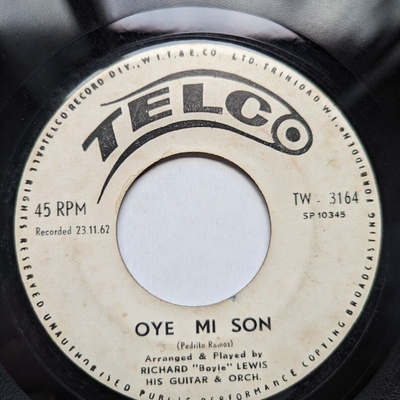 TELCO
45 RPM
Recorded 23.11.62
TW - 3164
SP 10345
OYE MI SON
(Pedrito Ramos)
Arranged & Played by
RICHARD "Boyie" LEWIS
HIS GUITAR & ORCH.
TELCO RECORD DIV., W.I.T.& E.CO. LTD. TRINIDAD W.I.
ALL RIGHTS RESERVED UNAUTHORISED PUBLIC PERFORMANCE COPYING BROADCASTING FORBIDDEN